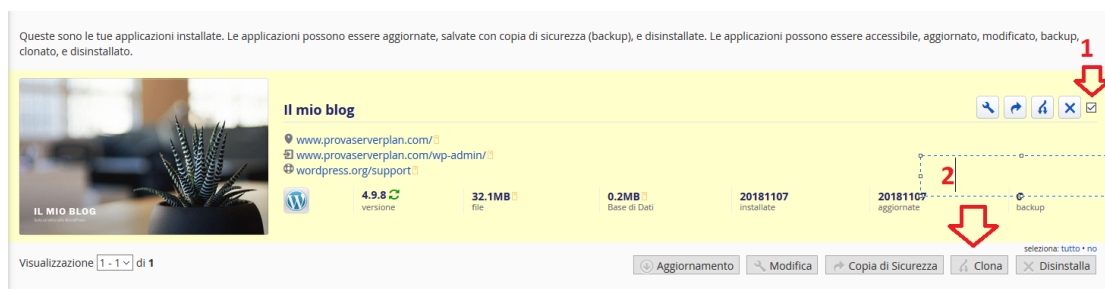 Queste sono le tue applicazioni installate. Le applicazioni possono essere aggiornate, salvate con copia di sicurezza (backup), e disinstallate. Le applicazioni possono essere accessibile, aggiornato, modificato, backup,
clonato, e disinstallato.
1
Il mio blog
www.provaserverplan.com/
www.provaserverplan.com/wp-admin/
wordpress.org/support
2
4.9.8 32.1MB 0.2MB 20181107 20181107 0
versione file Base di Dati installate aggiornate backup
IL MIO BLOG
seleziona: tutto • no
Visualizzazione 1 - 1 di 1 Aggiornamento Modifica Copia di Sicurezza Clona Disinstalla